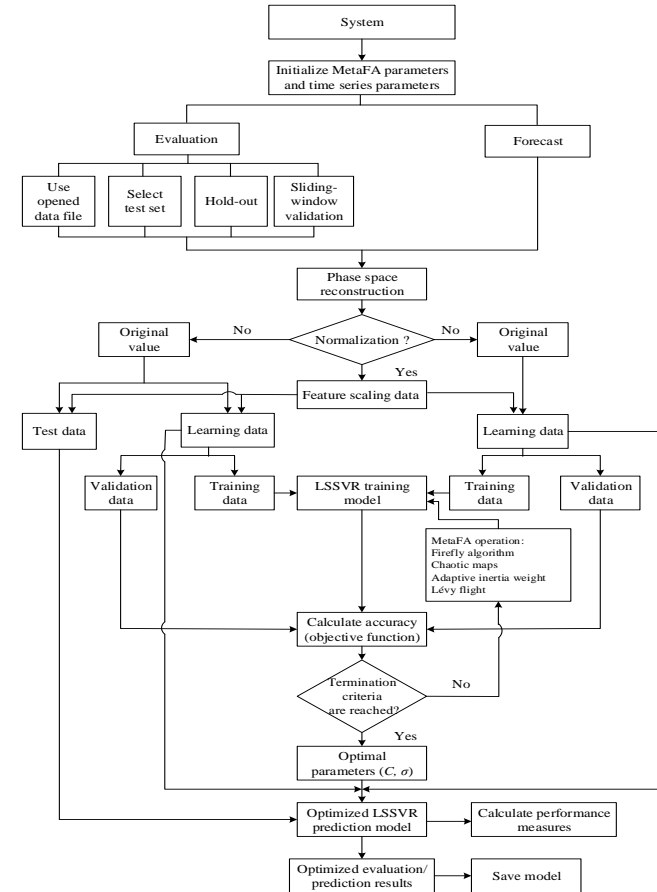 System
Initialize MetaFA parameters
and time series parameters
Evaluation
Forecast
Use
opened
data file
Select
test set
Hold-out
Sliding-
window
validation
Phase space
reconstruction
Original
value
No
Normalization ?
No
Original
value
Yes
Feature scaling data
Test data
Learning data
Learning data
Validation
data
Training
data
LSSVR training
model
Training
data
Validation
data
MetaFA operation:
Firefly algorithm
Chaotic maps
Adaptive inertia weight
Lévy flight
Calculate accuracy
(objective function)
Termination
criteria
are reached?
No
Yes
Optimal
parameters (C, σ)
Optimized LSSVR
prediction model
Calculate performance
measures
Optimized evaluation/
prediction results
Save model